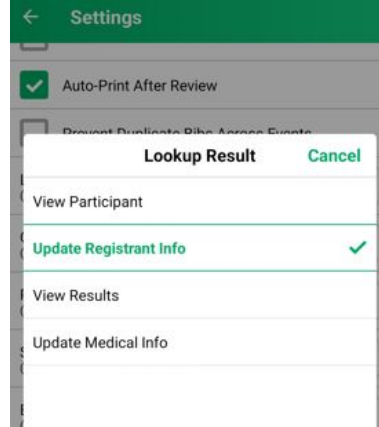 Settings
Auto-Print After Review
Prevent Duplicate Bibs Across Events
Lookup Result
Cancel
View Participant
Update Registrant Info
View Results
Update Medical Info